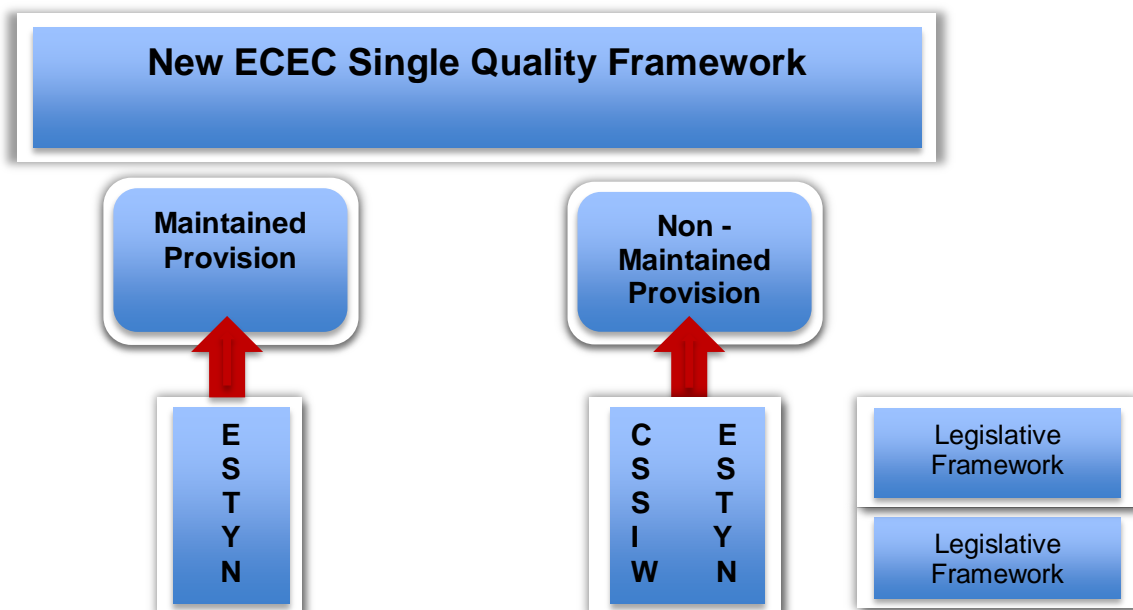 New ECEC Single Quality Framework
Maintained
Provision
Non -
Maintained
Provision
E
S
T
Y
N
C E
S S
S T
I Y
W N
Legislative
Framework
Legislative
Framework